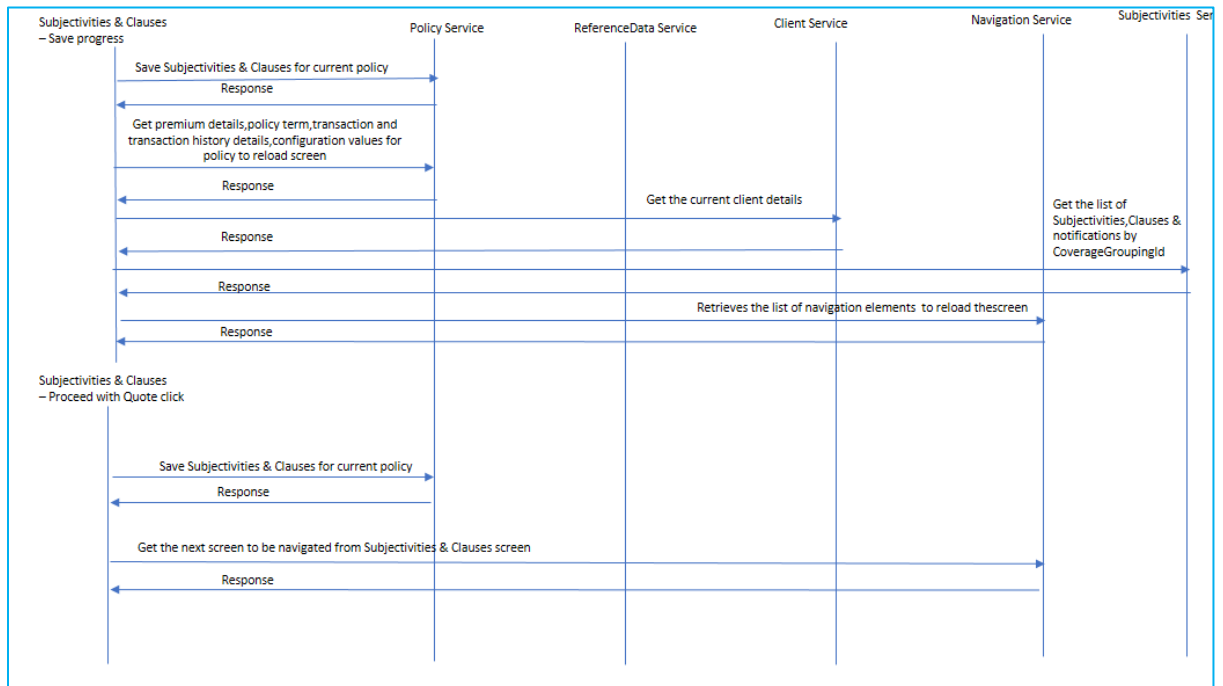 Subjectivities & Clauses
– Save progress
Policy Service
ReferenceData Service
Client Service
Navigation Service
Subjectivities Ser
Save Subjectivities & Clauses for current policy
Response
Get premium details,policy term,transaction and
transaction history details,configuration values for
policy to reload screen
Response
Get the current client details
Response
Get the list of
Subjectivities,Clauses &
notifications by
CoverageGroupingId
Response
Retrieves the list of navigation elements to reload thescreen
Response
Subjectivities & Clauses
– Proceed with Quote click
Save Subjectivities & Clauses for current policy
Response
Get the next screen to be navigated from Subjectivities & Clauses screen
Response